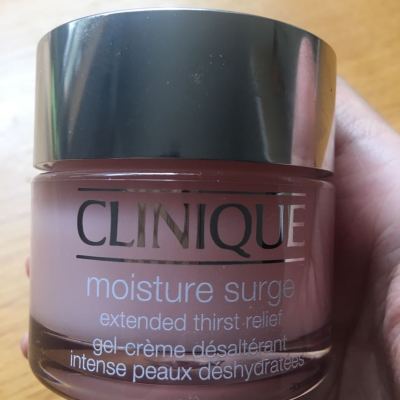 CLINIQUE
moisture surge
extended thirst relief
gel-crème désaltérant
intense peaux déshydratées